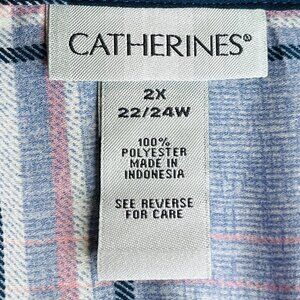 CATHERINES®
2X
22/24W
100%
POLYESTER
MADE IN
INDONESIA
SEE REVERSE
FOR CARE